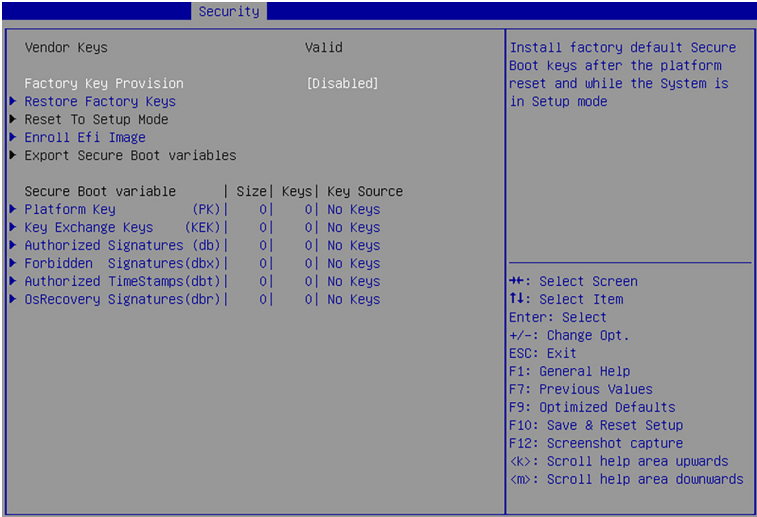 Security
Vendor Keys Valid
Factory Key Provision [Disabled]
Restore Factory Keys
Reset To Setup Mode
Enroll Efi Image
Export Secure Boot variables
Secure Boot variable | Size| Keys| Key Source
Platform Key (PK)| 0| 0| No Keys
Key Exchange Keys (KEK)| 0| 0| No Keys
Authorized Signatures (db)| 0| 0| No Keys
Forbidden Signatures(dbx)| 0| 0| No Keys
Authorized TimeStamps(dbt)| 0| 0| No Keys
OsRecovery Signatures(dbr)| 0| 0| No Keys
Install factory default Secure
Boot keys after the platform
reset and while the System is
in Setup mode
→←: Select Screen
↑↓: Select Item
Enter: Select
+/-: Change Opt.
ESC: Exit
F1: General Help
F7: Previous Values
F9: Optimized Defaults
F10: Save & Reset Setup
F12: Screenshot capture
<k>: Scroll help area upwards
<m>: Scroll help area downwards